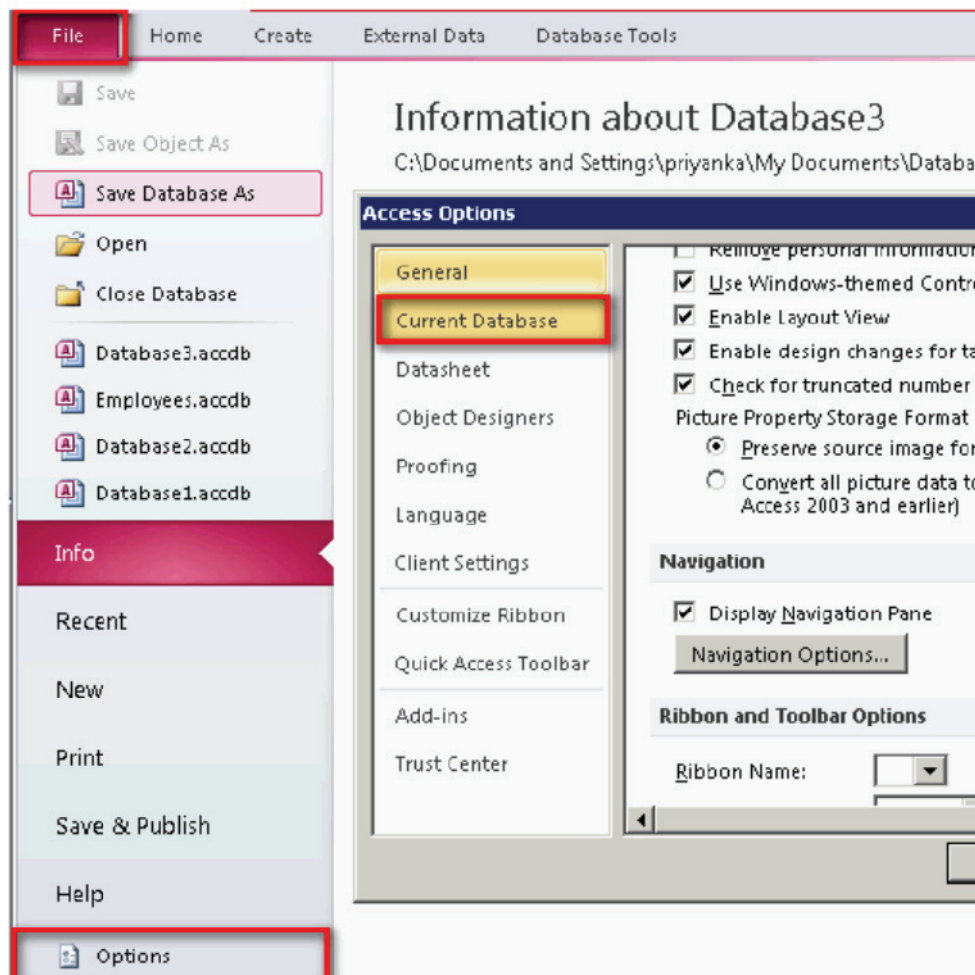 File Home Create External Data Database Tools
Save
Save Object As
Save Database As
Open
Close Database
Database3.accdb
Employees.accdb
Database2.accdb
Database1.accdb
Info
Recent
New
Print
Save & Publish
Help
Options
Information about Database3
C:\Documents and Settings\priyanka\My Documents\Databa
Access Options
General
Current Database
Datasheet
Object Designers
Proofing
Language
Client Settings
Customize Ribbon
Quick Access Toolbar
Add-ins
Trust Center
Remove personal information
Use Windows-themed Contr
Enable Layout View
Enable design changes for ta
Check for truncated number
Picture Property Storage Format
Preserve source image for
Convert all picture data to
Access 2003 and earlier)
Navigation
Display Navigation Pane
Navigation Options...
Ribbon and Toolbar Options
Ribbon Name: